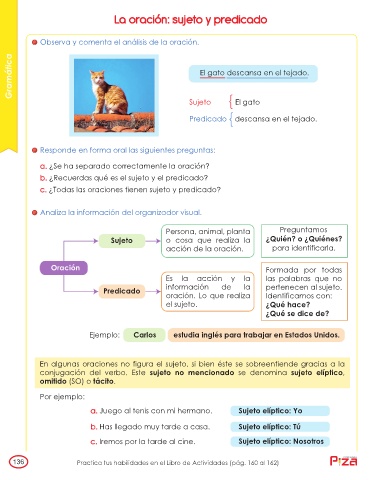 La oración: sujeto y predicado
Gramática
Observa y comenta el análisis de la oración.
El gato descansa en el tejado.
Sujeto { El gato
Predicado { descansa en el tejado.
Responde en forma oral las siguientes preguntas:
a. ¿Se ha separado correctamente la oración?
b. ¿Recuerdas qué es el sujeto y el predicado?
c. ¿Todas las oraciones tienen sujeto y predicado?
Analiza la información del organizador visual.
Oración
Sujeto
Persona, animal, planta
o cosa que realiza la
acción de la oración.
Preguntamos
¿Quién? o ¿Quiénes?
para identificarla.
Predicado
Es la acción y la
información de la
oración. Lo que realiza
el sujeto.
Formada por todas
las palabras que no
pertenecen al sujeto.
Identificamos con:
¿Qué hace?
¿Qué se dice de?
Ejemplo: Carlos estudia inglés para trabajar en Estados Unidos.
En algunas oraciones no figura el sujeto, si bien éste se sobreentiende gracias a la
conjugación del verbo. Este sujeto no mencionado se denomina sujeto elíptico,
omitido (SO) o tácito.
Por ejemplo:
a. Juego al tenis con mi hermano. Sujeto elíptico: Yo
b. Has llegado muy tarde a casa. Sujeto elíptico: Tú
c. Iremos por la tarde al cine. Sujeto elíptico: Nosotros
136
Practica tus habilidades en el Libro de Actividades (pág. 160 al 162)